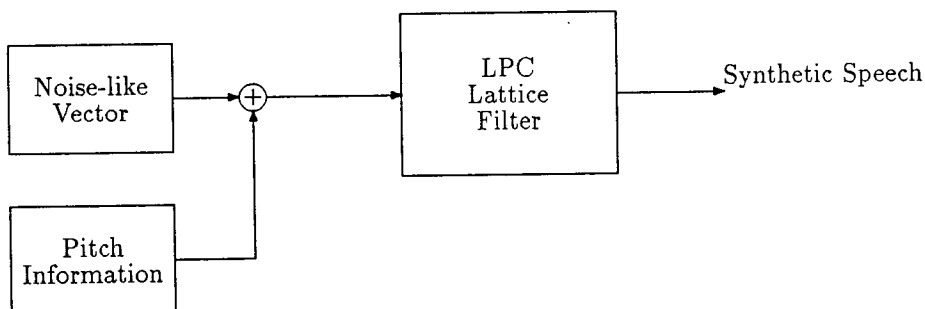 Noise-like
Vector
+
LPC
Lattice
Filter
Synthetic Speech
Pitch
Information